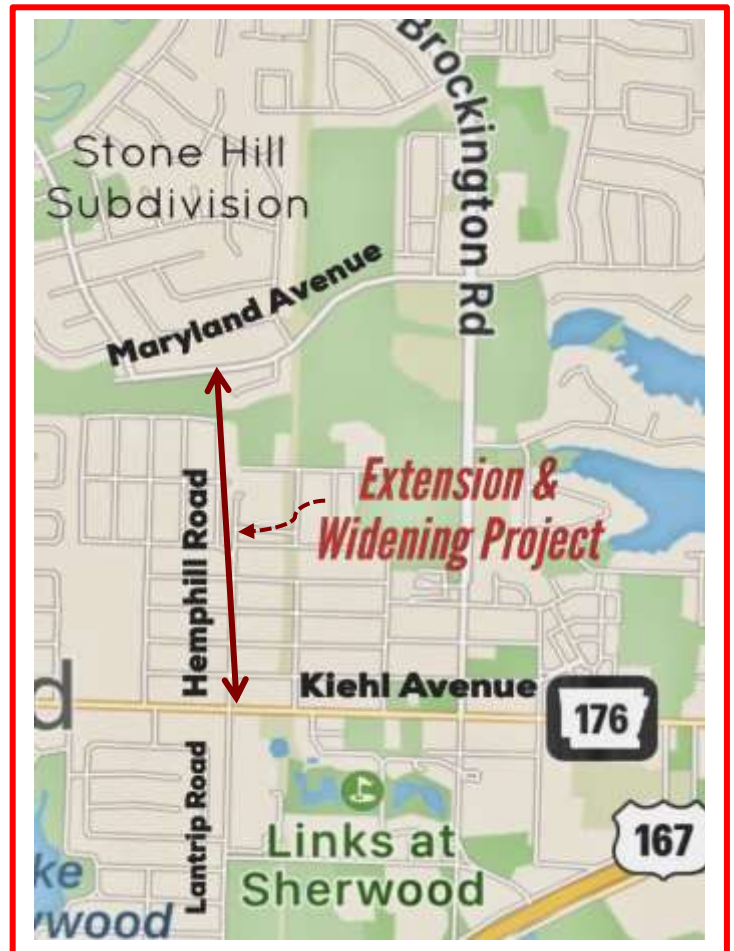 Brockington Rd
Stone Hill
Subdivision
Maryland Avenue
Hemphill Road
Extension &
Widening Project
d
Kiehl Avenue
176
Lantrip Road
167
Links at
Sherwood
ke
wood